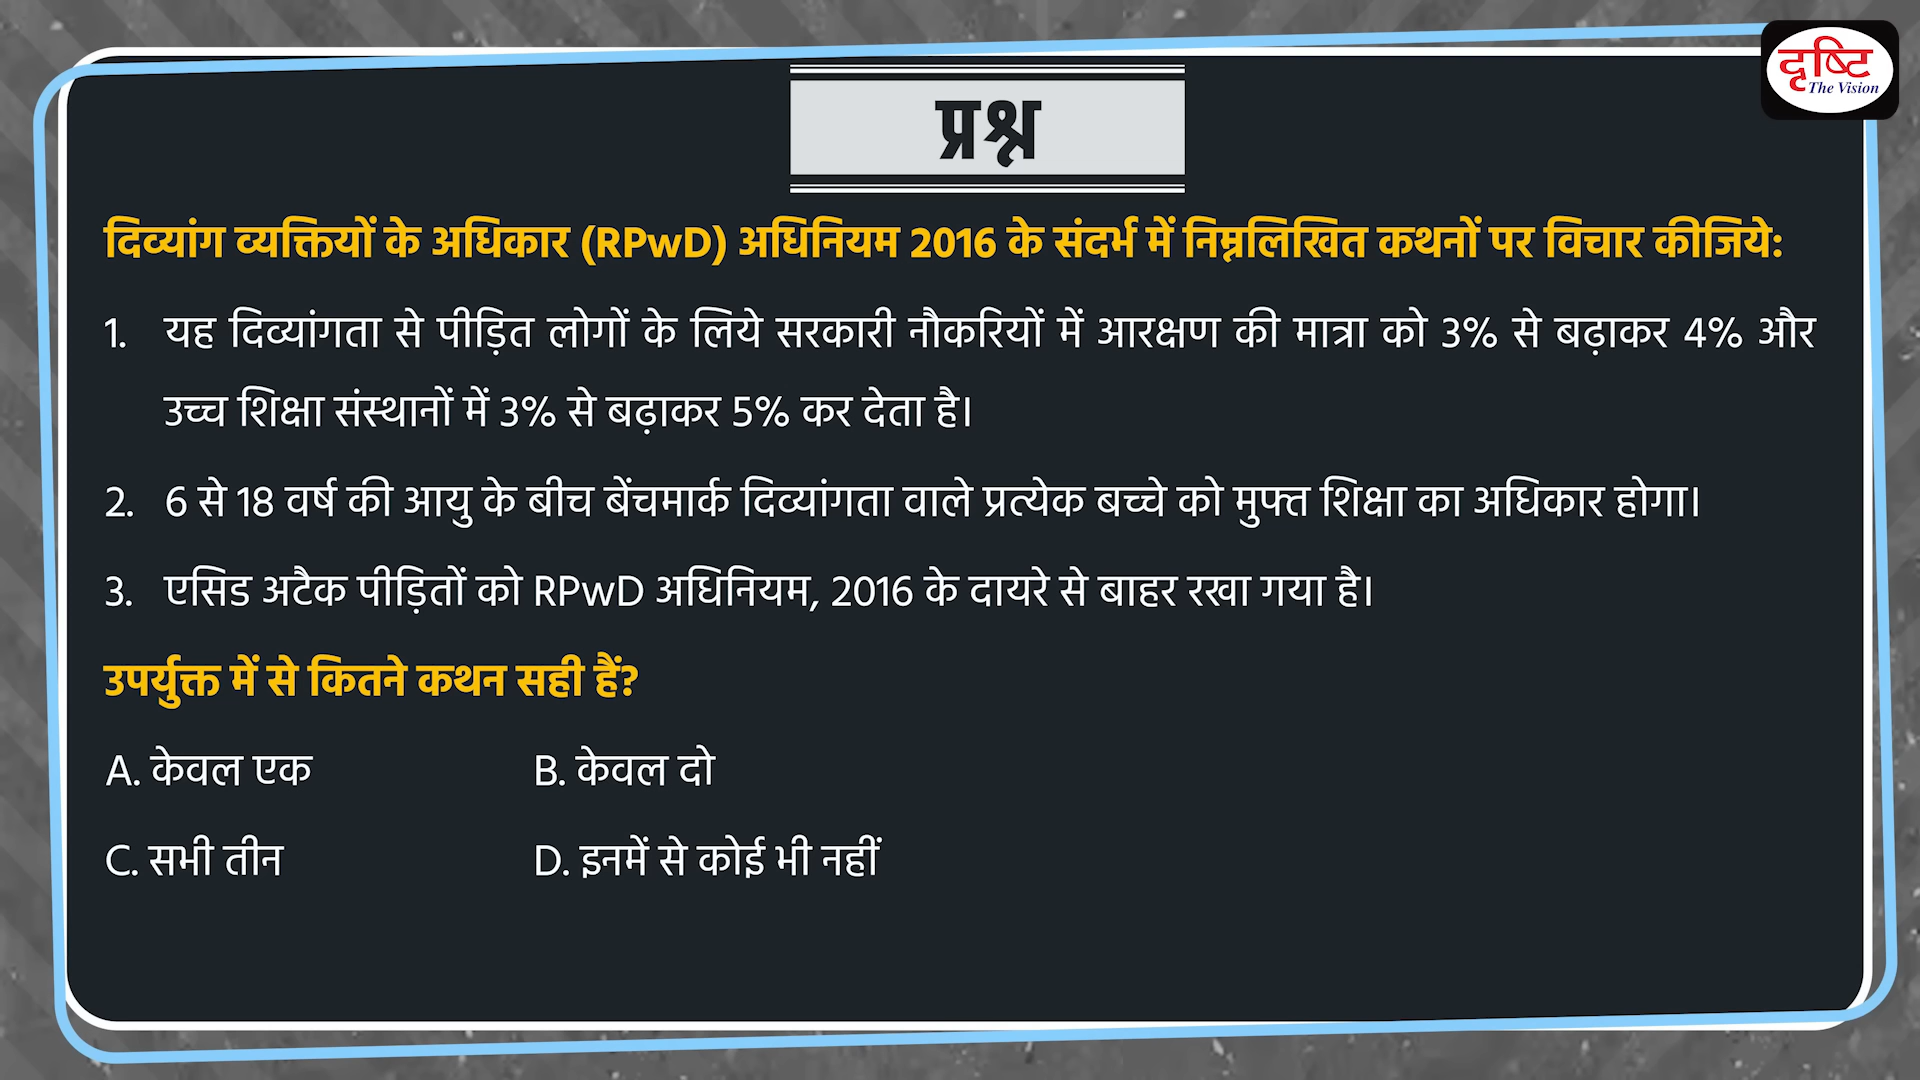 दृष्टि
The Vision
प्रश्न
दिव्यांग व्यक्तियों के अधिकार (RPwD) अधिनियम 2016 के संदर्भ में निम्नलिखित कथनों पर विचार कीजिये:
1. यह दिव्यांगता से पीड़ित लोगों के लिये सरकारी नौकरियों में आरक्षण की मात्रा को 3% से बढ़ाकर 4% और
उच्च शिक्षा संस्थानों में 3% से बढ़ाकर 5% कर देता है।
2. 6 से 18 वर्ष की आयु के बीच बेंचमार्क दिव्यांगता वाले प्रत्येक बच्चे को मुफ्त शिक्षा का अधिकार होगा।
3. एसिड अटैक पीड़ितों को RPwD अधिनियम, 2016 के दायरे से बाहर रखा गया है।
उपर्युक्त में से कितने कथन सही हैं?
A. केवल एक B. केवल दो
C. सभी तीन D. इनमें से कोई भी नहीं